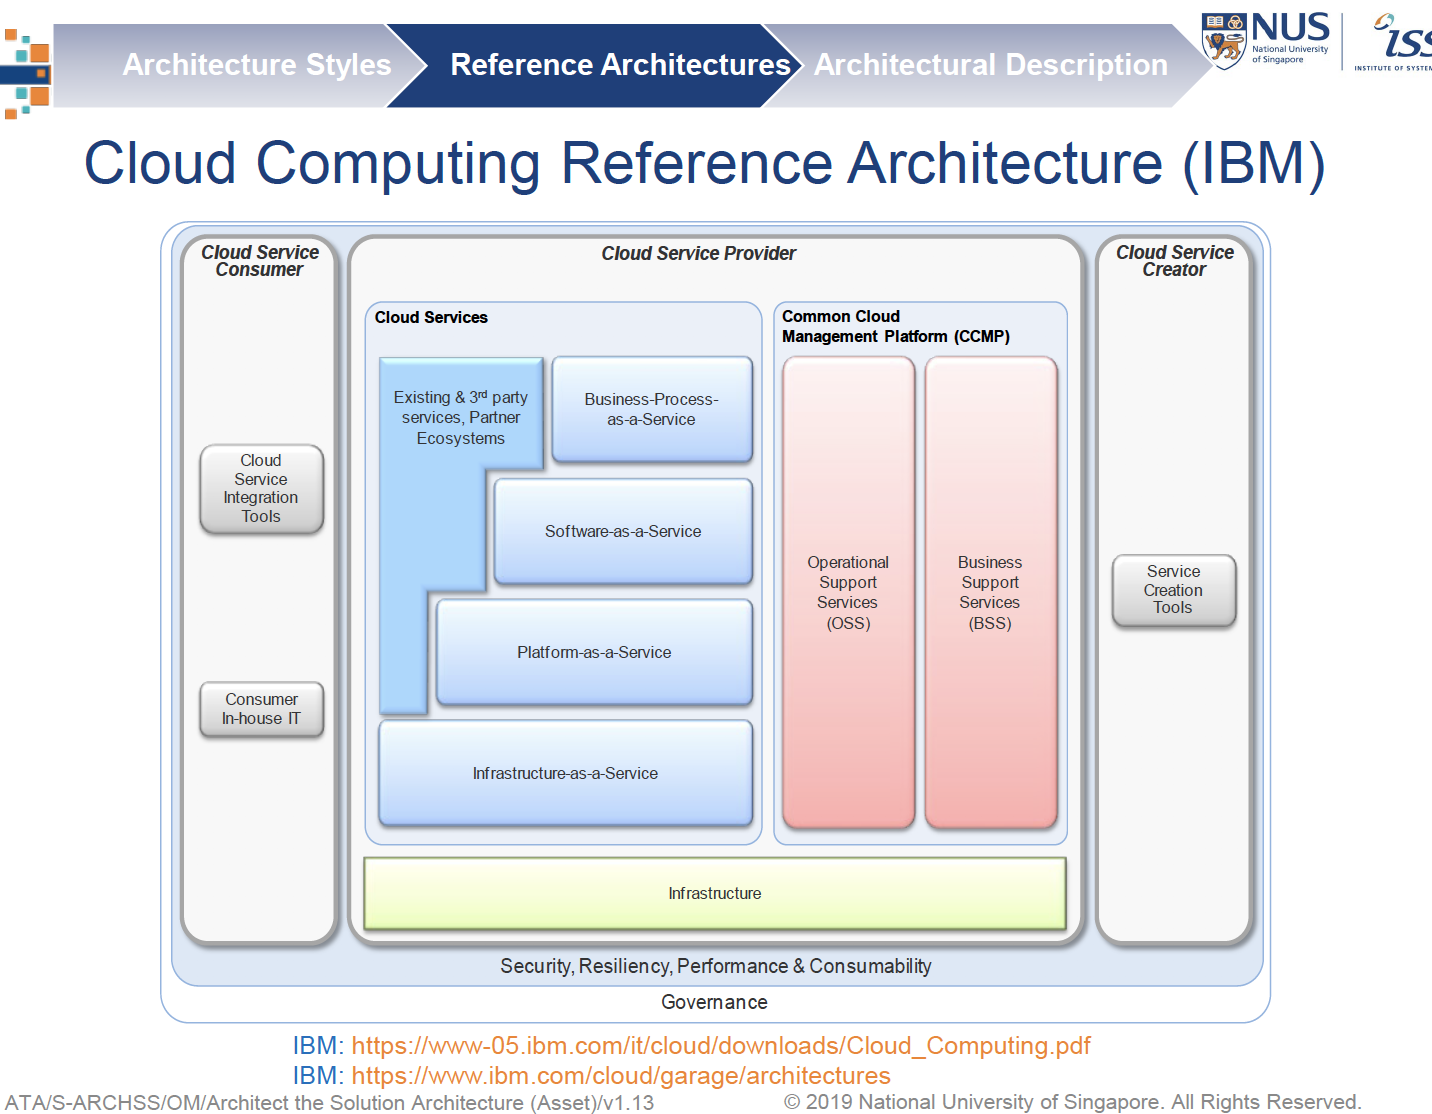 Architecture Styles
Reference Architectures
Architectural Description
NUS
National University
of Singapore
ISS
Cloud Computing Reference Architecture (IBM)
Cloud Service
Consumer
Cloud
Service
Integration
Tools
Consumer
In-house IT
Cloud Service Provider
Cloud Services
Existing & 3rd party
services, Partner
Ecosystems
Business-Process-
as-a-Service
Software-as-a-Service
Platform-as-a-Service
Infrastructure-as-a-Service
Common Cloud
Management Platform (CCMP)
Operational
Support
Services
(OSS)
Business
Support
Services
(BSS)
Infrastructure
Cloud Service
Creator
Service
Creation
Tools
Security, Resiliency, Performance & Consumability
Governance
IBM: https://www-05.ibm.com/it/cloud/downloads/Cloud_Computing.pdf
IBM: https://www.ibm.com/cloud/garage/architectures
ATA/S-ARCHSS/OM/Architect the Solution Architecture (Asset)/v1.13
© 2019 National University of Singapore. All Rights Reserved.